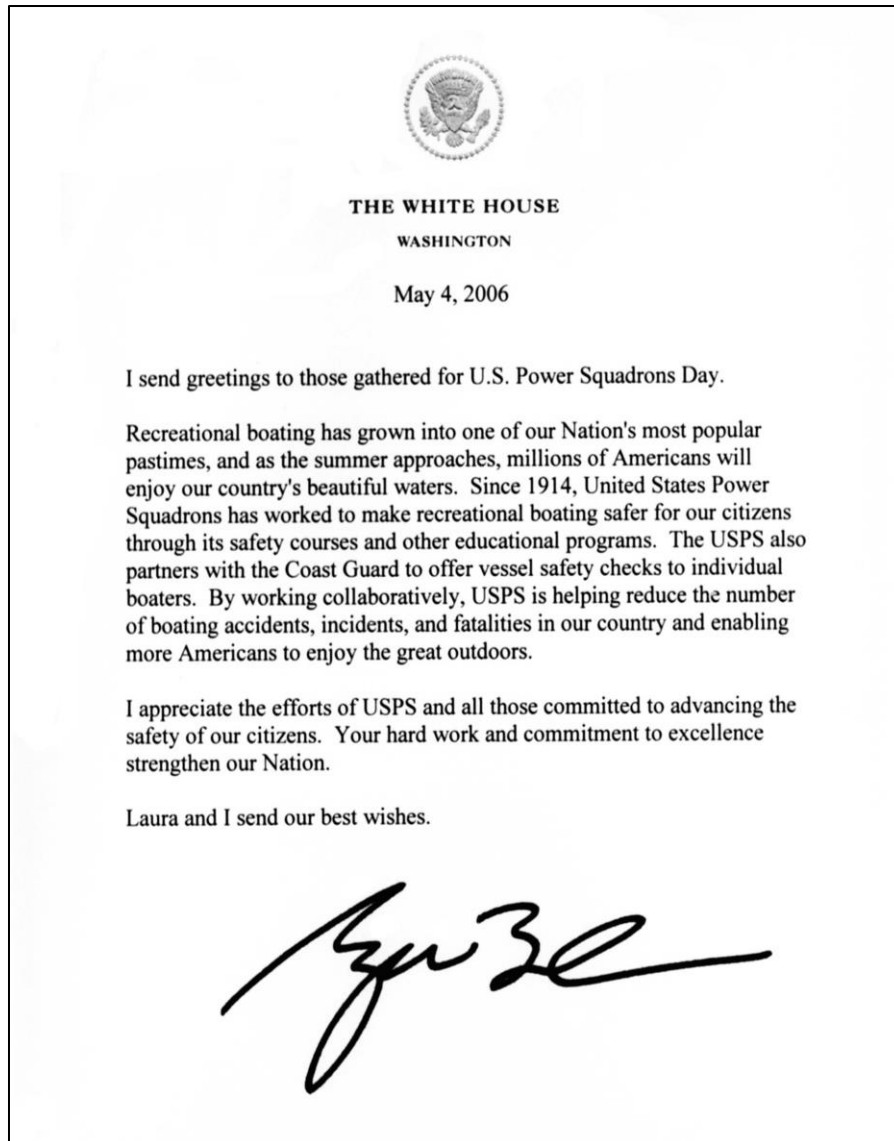 THE WHITE HOUSE
WASHINGTON
May 4, 2006
I send greetings to those gathered for U.S. Power Squadrons Day.
Recreational boating has grown into one of our Nation's most popular
pastimes, and as the summer approaches, millions of Americans will
enjoy our country's beautiful waters.  Since 1914, United States Power
Squadrons has worked to make recreational boating safer for our citizens
through its safety courses and other educational programs.  The USPS also
partners with the Coast Guard to offer vessel safety checks to individual
boaters.  By working collaboratively, USPS is helping reduce the number
of boating accidents, incidents, and fatalities in our country and enabling
more Americans to enjoy the great outdoors.
I appreciate the efforts of USPS and all those committed to advancing the
safety of our citizens.  Your hard work and commitment to excellence
strengthen our Nation.
Laura and I send our best wishes.